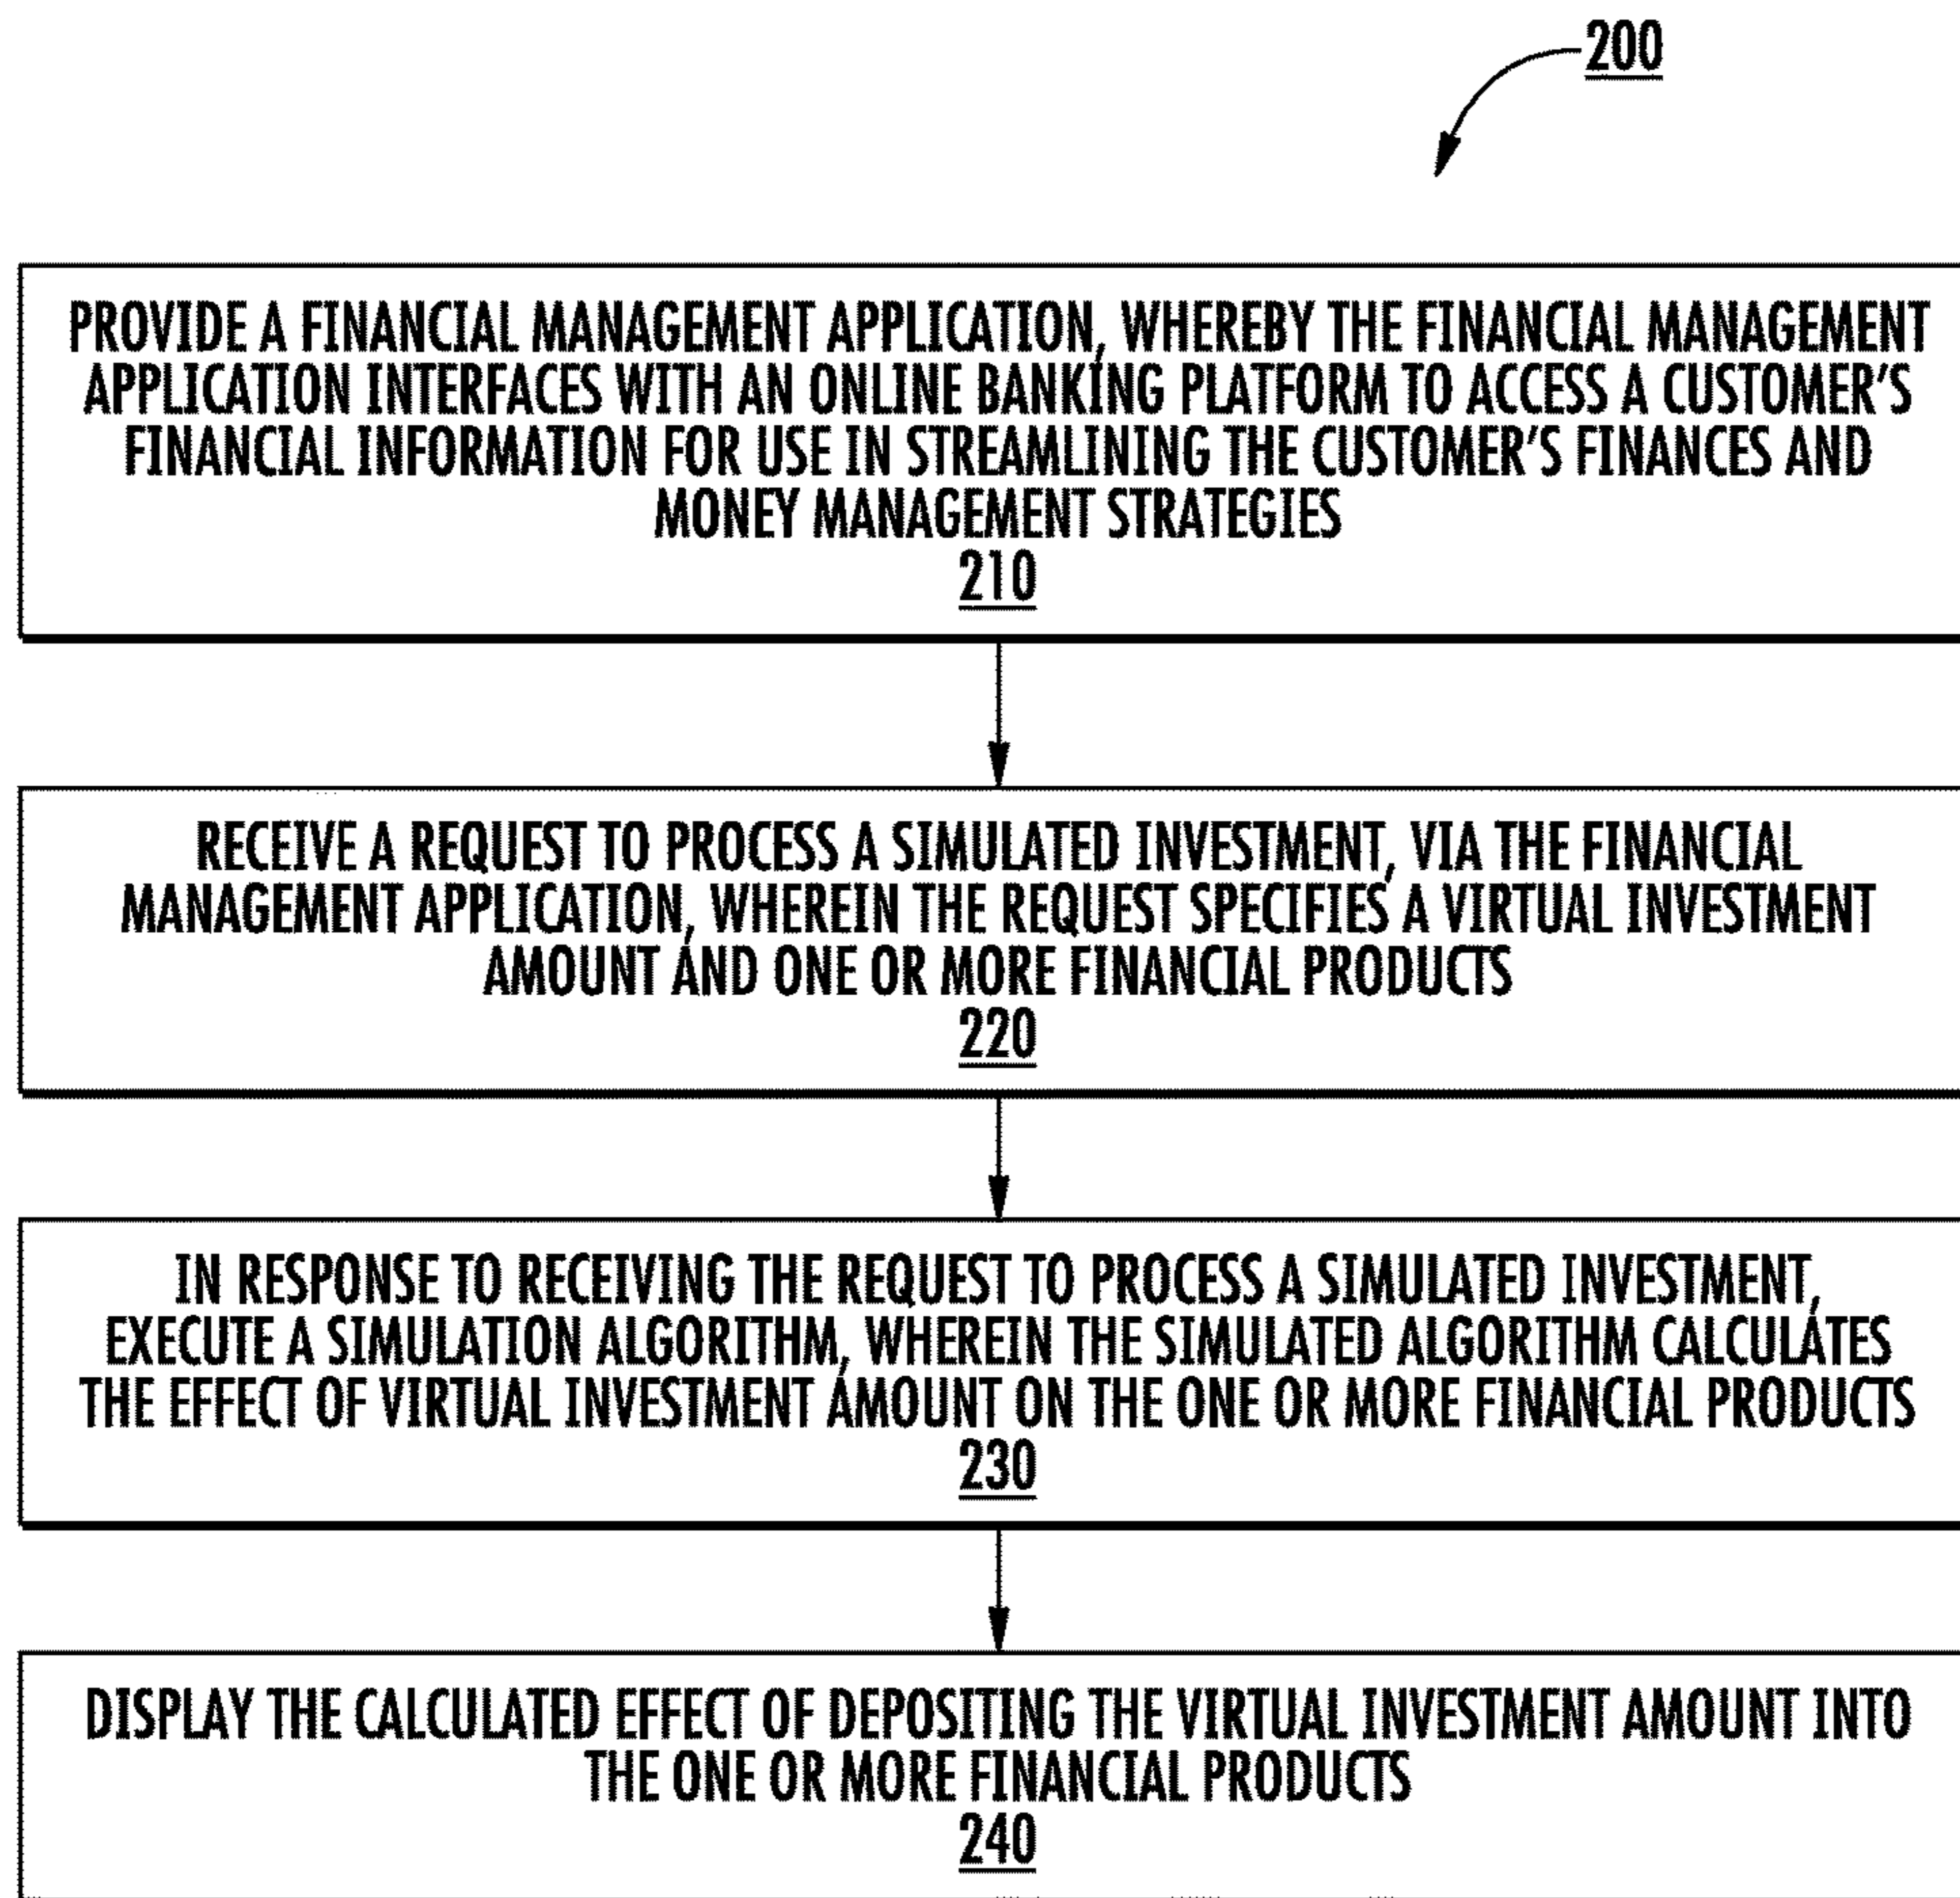 200
PROVIDE A FINANCIAL MANAGEMENT APPLICATION, WHEREBY THE FINANCIAL MANAGEMENT
APPLICATION INTERFACES WITH AN ONLINE BANKING PLATFORM TO ACCESS A CUSTOMER'S
FINANCIAL INFORMATION FOR USE IN STREAMLINING THE CUSTOMER'S FINANCES AND
MONEY MANAGEMENT STRATEGIES
210
RECEIVE A REQUEST TO PROCESS A SIMULATED INVESTMENT, VIA THE FINANCIAL
MANAGEMENT APPLICATION, WHEREIN THE REQUEST SPECIFIES A VIRTUAL INVESTMENT
AMOUNT AND ONE OR MORE FINANCIAL PRODUCTS
220
IN RESPONSE TO RECEIVING THE REQUEST TO PROCESS A SIMULATED INVESTMENT,
EXECUTE A SIMULATION ALGORITHM, WHEREIN THE SIMULATED ALGORITHM CALCULATES
THE EFFECT OF VIRTUAL INVESTMENT AMOUNT ON THE ONE OR MORE FINANCIAL PRODUCTS
230
DISPLAY THE CALCULATED EFFECT OF DEPOSITING THE VIRTUAL INVESTMENT AMOUNT INTO
THE ONE OR MORE FINANCIAL PRODUCTS
240